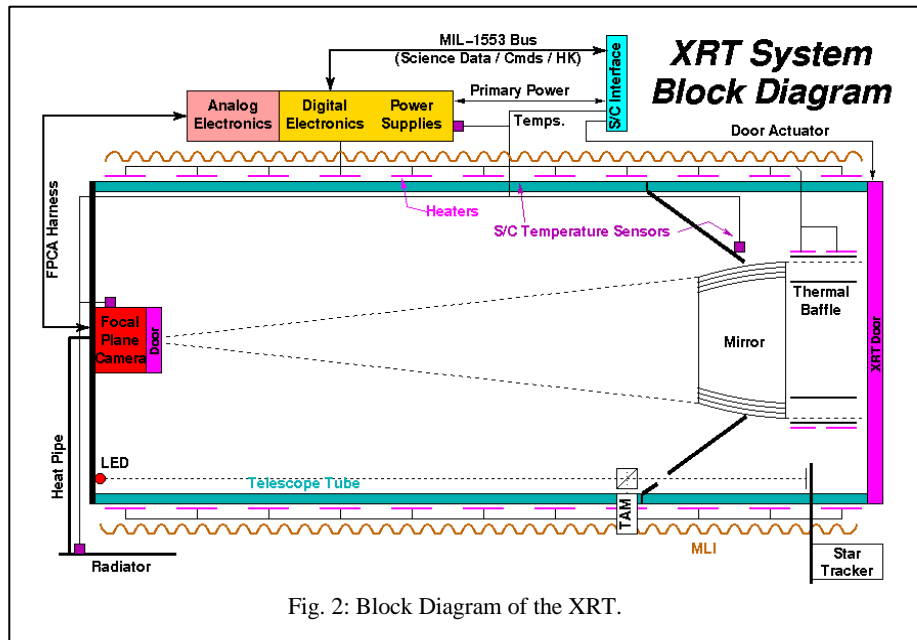 XRT System
Block Diagram
MIL-1553 Bus
(Science Data / Cmds / HK)
S/C Interface
Analog
Electronics
Digital
Electronics
Power
Supplies
Primary Power
Temps.
Door Actuator
FPCA Harness
Heaters
S/C Temperature Sensors
Focal
Plane
Camera
Door
Mirror
Thermal
Baffle
XRT Door
Heat Pipe
LED
Telescope Tube
TAM
MLI
Radiator
Star
Tracker
Fig. 2: Block Diagram of the XRT.